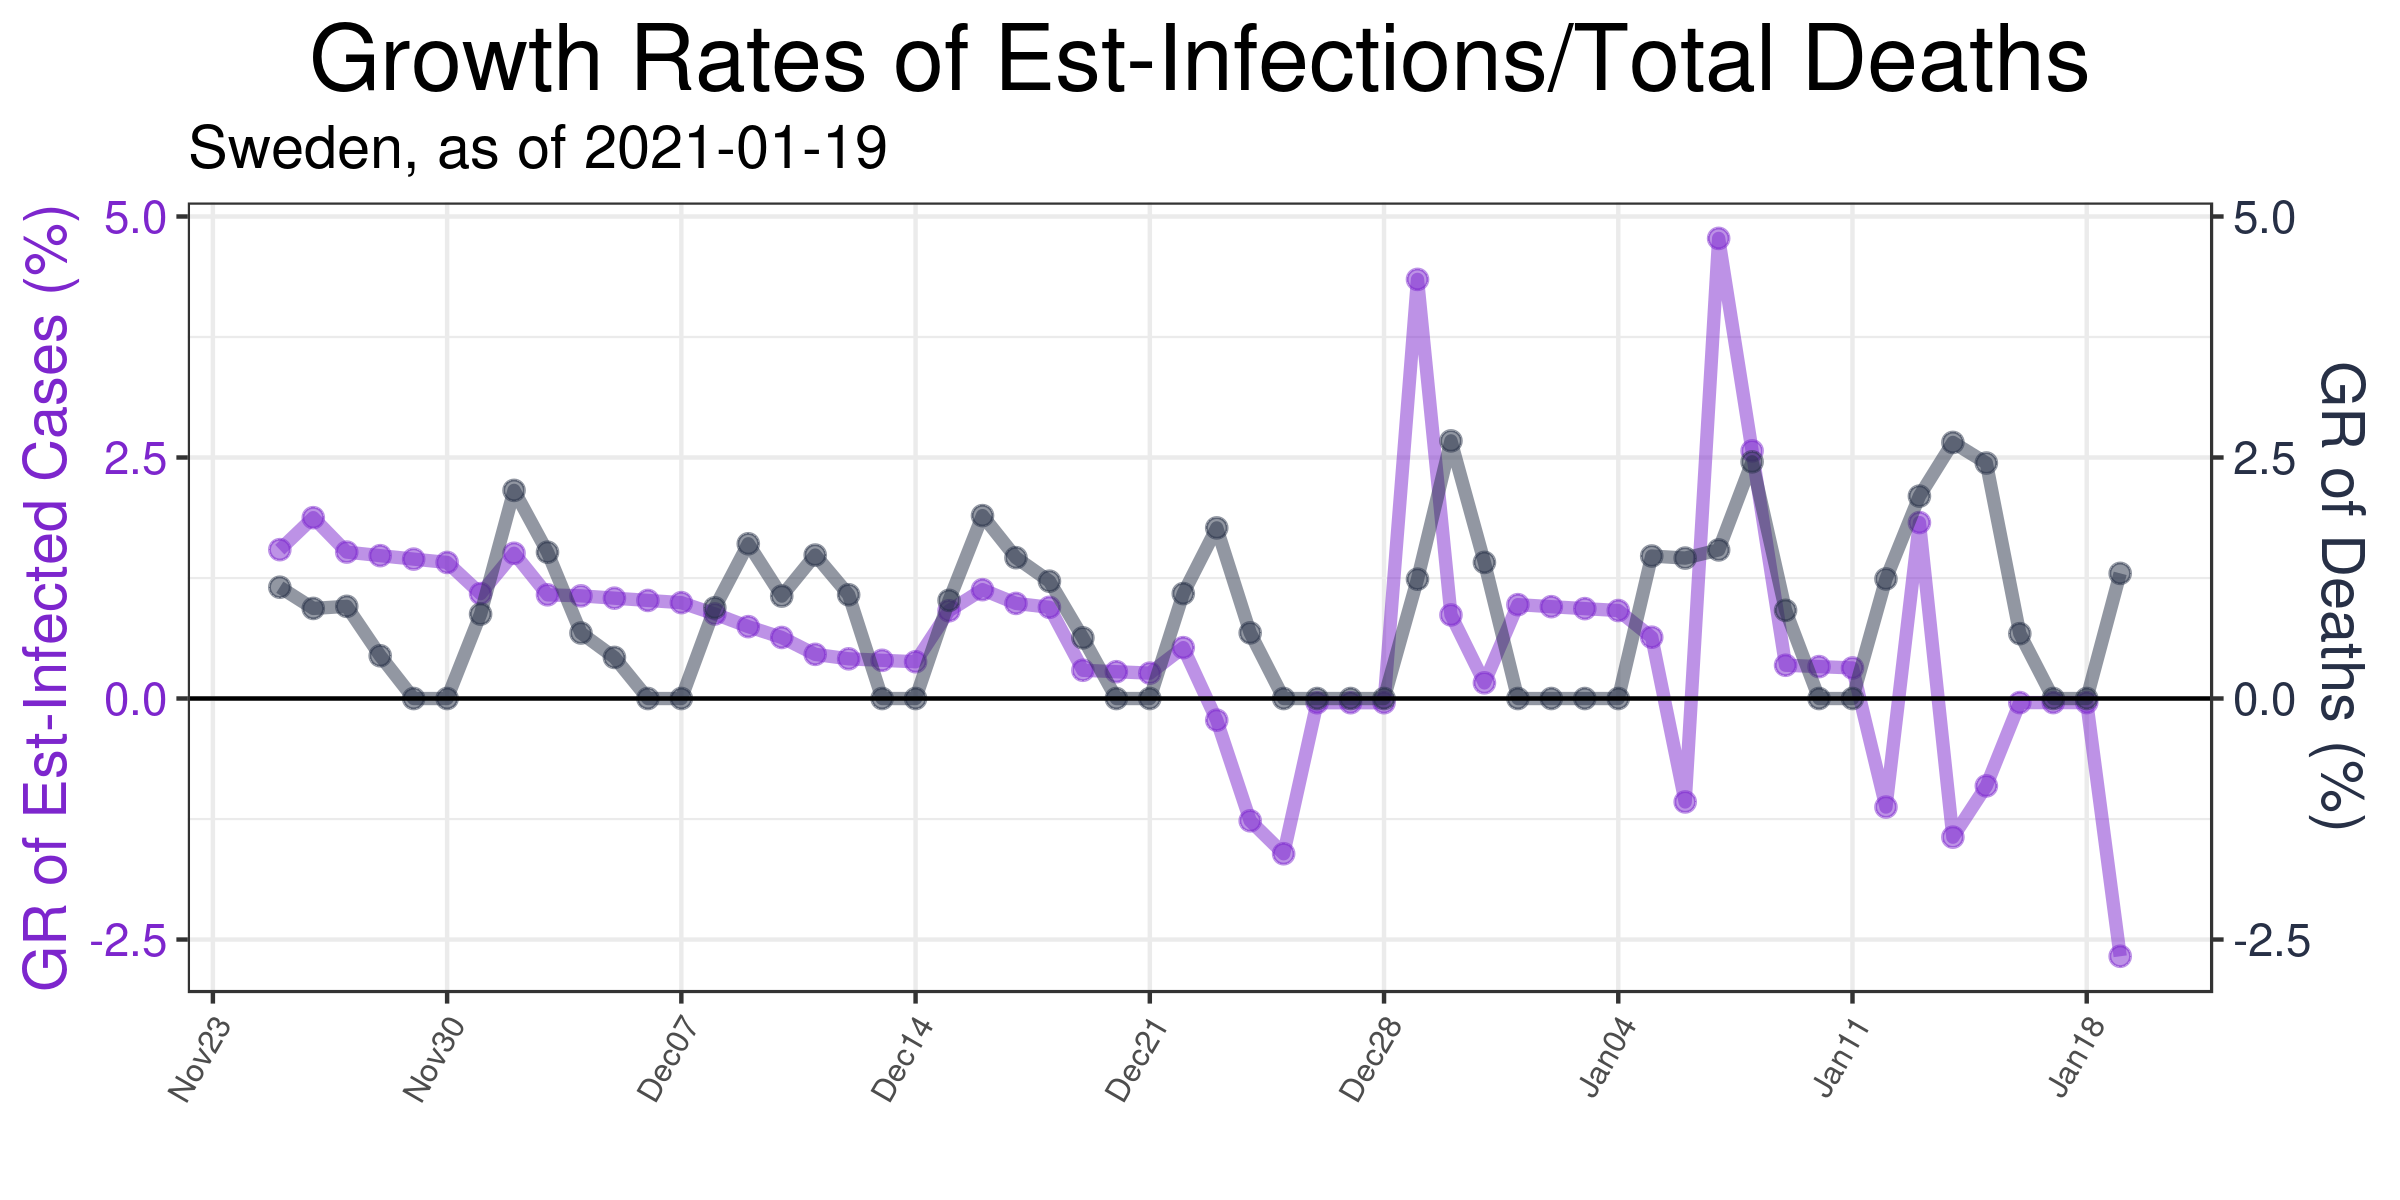 Growth Rates of Est-Infections/Total Deaths
Sweden, as of 2021-01-19
GR of Est-Infected Cases (%)
5.0
2.5
0.0
-2.5
5.0
2.5
0.0
-2.5
GR of Deaths (%)
Nov23
Nov30
Dec07
Dec14
Dec21
Dec28
Jan04
Jan11
Jan18